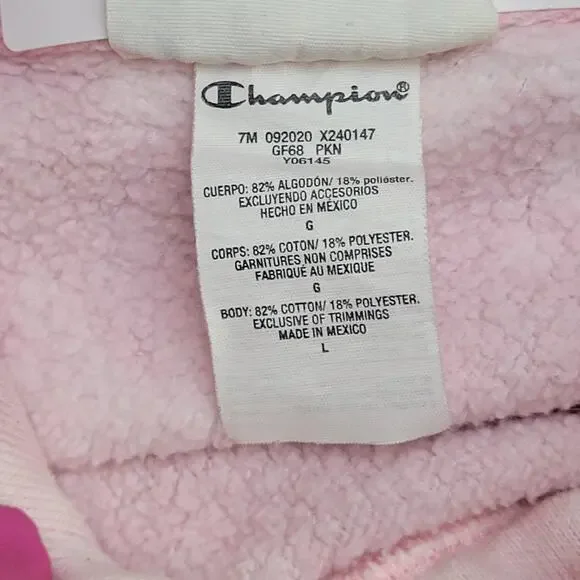 Champion®
7M 092020 X240147
GF68 PKN
Y06145
CUERPO: 82% ALGODÓN/ 18% poliéster.
EXCLUYENDO ACCESORIOS
HECHO EN MÉXICO
G
CORPS: 82% COTON/ 18% POLYESTER.
GARNITURES NON COMPRISES
FABRIQUÉ AU MEXIQUE
G
BODY: 82% COTTON/ 18% POLYESTER.
EXCLUSIVE OF TRIMMINGS
MADE IN MEXICO
L